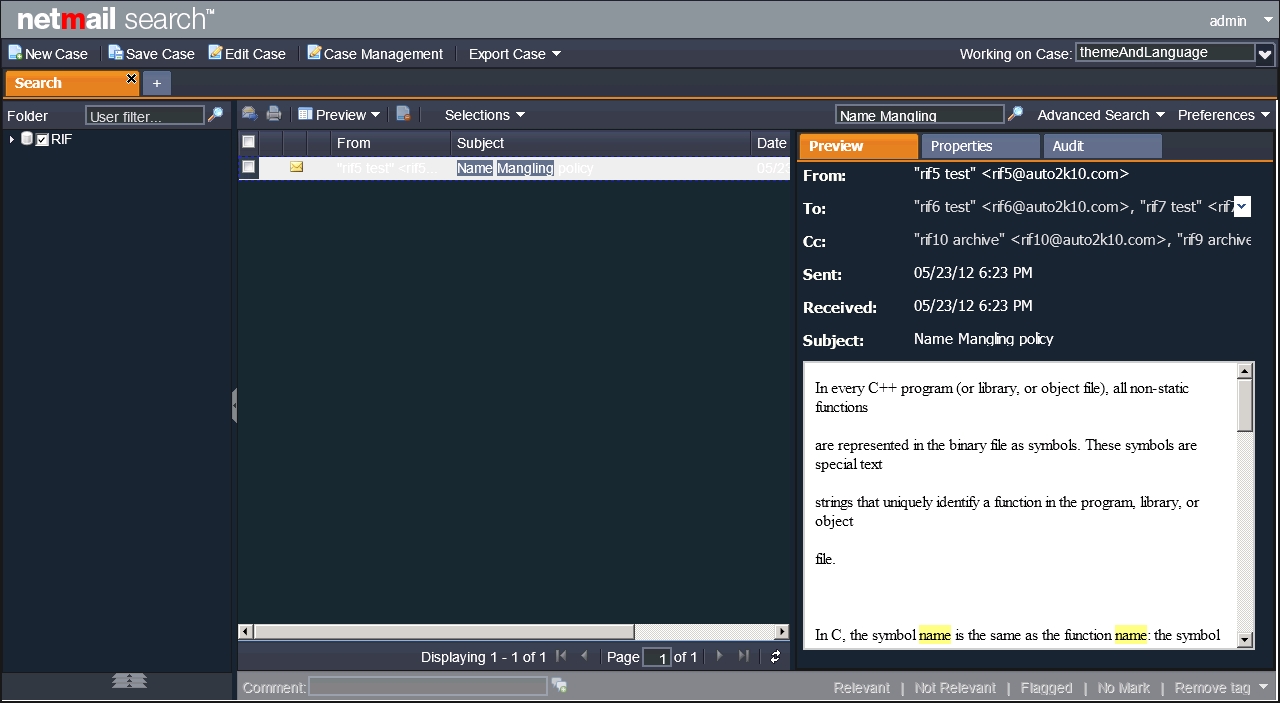 netmail search™
admin
New Case Save Case Edit Case Case Management Export Case Working on Case: themeAndLanguage
Search x +
Folder User filter... Preview Selections Name Mangling Advanced Search Preferences
RIF
From Subject Date
"rif5 test" <rif5... Name Mangling policy 05/23
Preview Properties Audit
From: "rif5 test" <rif5@auto2k10.com>
To: "rif6 test" <rif6@auto2k10.com>, "rif7 test" <rif7
Cc: "rif10 archive" <rif10@auto2k10.com>, "rif9 archive
Sent: 05/23/12 6:23 PM
Received: 05/23/12 6:23 PM
Subject: Name Mangling policy
In every C++ program (or library, or object file), all non-static
functions
are represented in the binary file as symbols. These symbols are
special text
strings that uniquely identify a function in the program, library, or
object
file.
In C, the symbol name is the same as the function name: the symbol
Displaying 1 - 1 of 1 Page 1 of 1
Comment: Relevant | Not Relevant | Flagged | No Mark | Remove tag